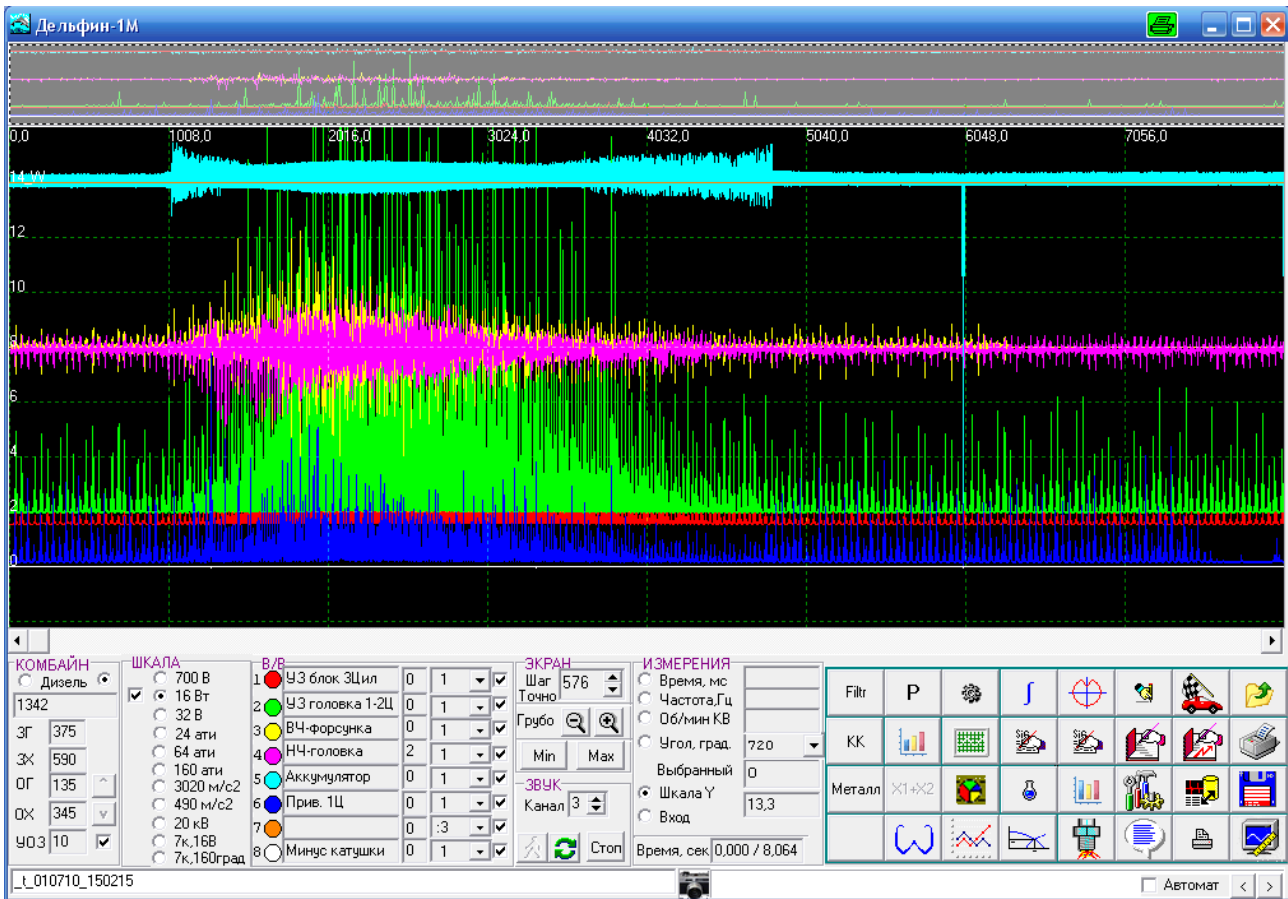 Дельфин-1М
0,0 1008,0 2016,0 3024,0 4032,0 5040,0 6048,0 7056,0
14_W
12
10
8
6
4
2
0
КОМБАЙН
Дизель
1342
ЗГ 375
ЗХ 590
ОГ 135
ОХ 345
УОЗ 10
ШКАЛА
700 В
16 Вт
32 В
24 ати
64 ати
160 ати
3020 м/с2
490 м/с2
20 кВ
7к,16В
7к,160град
В/В
1 УЗ блок 3Цил 0 1
2 УЗ головка 1-2Ц 0 1
3 ВЧ-форсунка 0 1
4 НЧ-головка 2 1
5 Аккумулятор 0 1
6 Прив. 1Ц 0 1
7 0 :3
8 Минус катушки 0 1
ЭКРАН
Шаг 576
Точно
Грубо
Min Max
ЗВУК
Канал 3
Стоп
ИЗМЕРЕНИЯ
Время, мс
Частота,Гц
Об/мин КВ
Угол, град. 720
Выбранный 0
Шкала Y 13,3
Вход
Время, сек 0,000 / 8,064
Filtr P
КК
Металл X1+X2
_t_010710_150215
Автомат < >